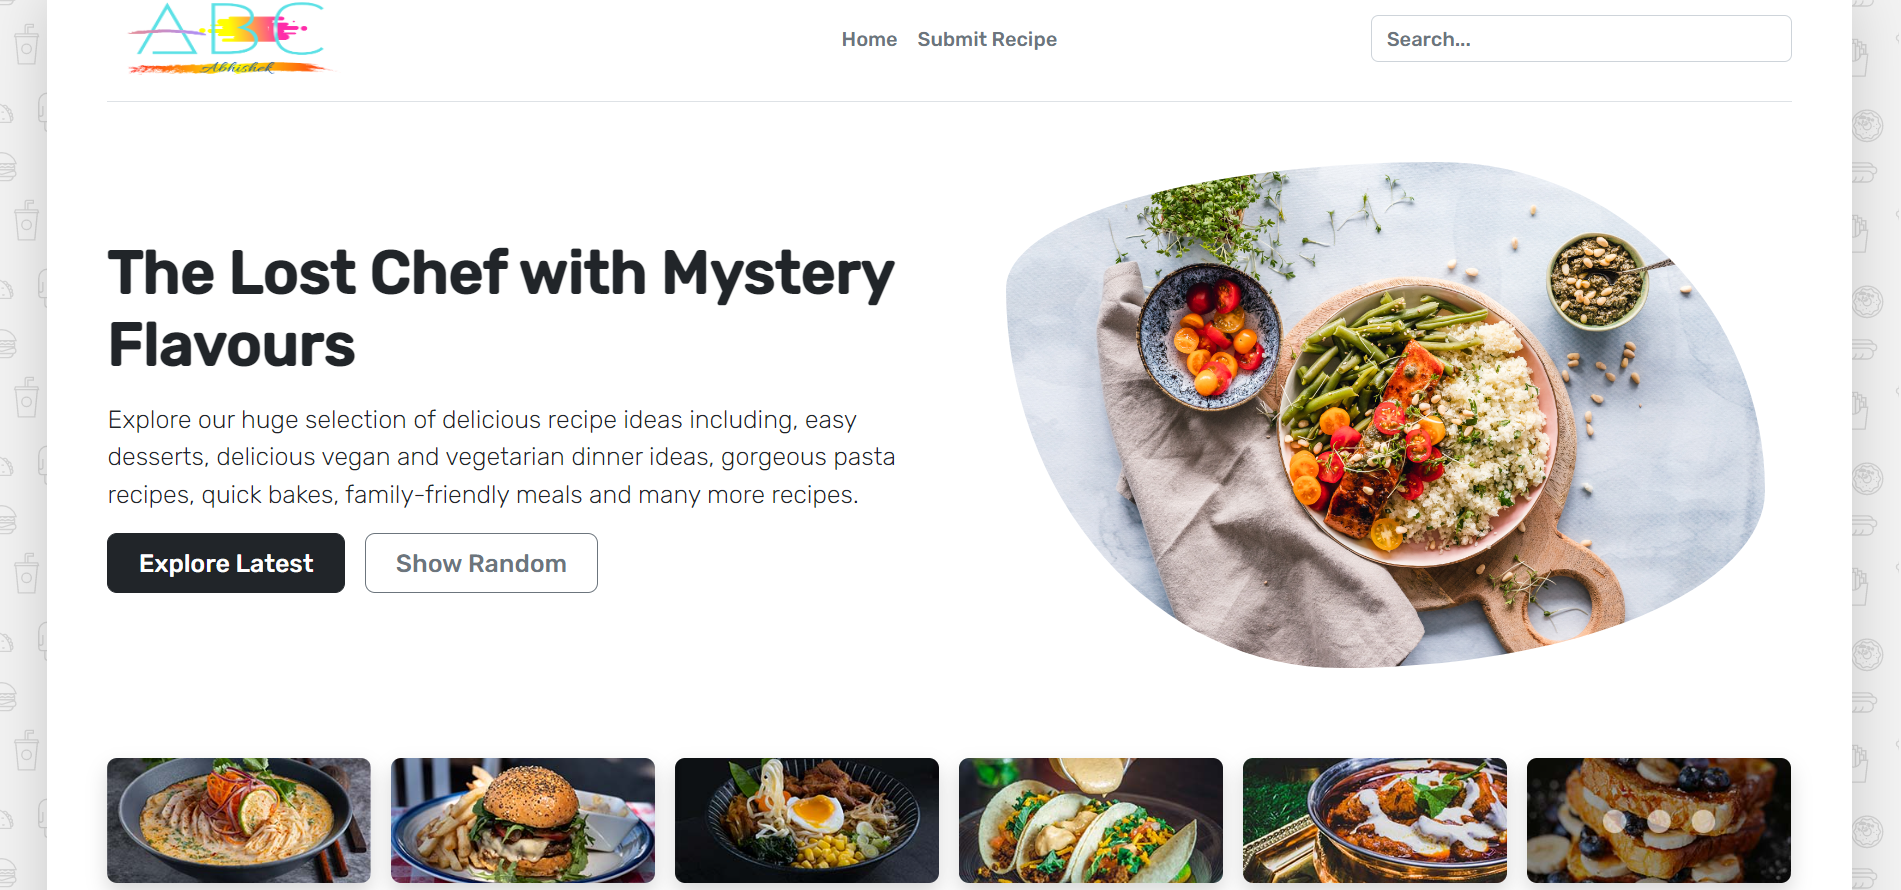 ABC
Abhishek
Home Submit Recipe
Search...
The Lost Chef with Mystery
Flavours
Explore our huge selection of delicious recipe ideas including, easy
desserts, delicious vegan and vegetarian dinner ideas, gorgeous pasta
recipes, quick bakes, family-friendly meals and many more recipes.
Explore Latest
Show Random